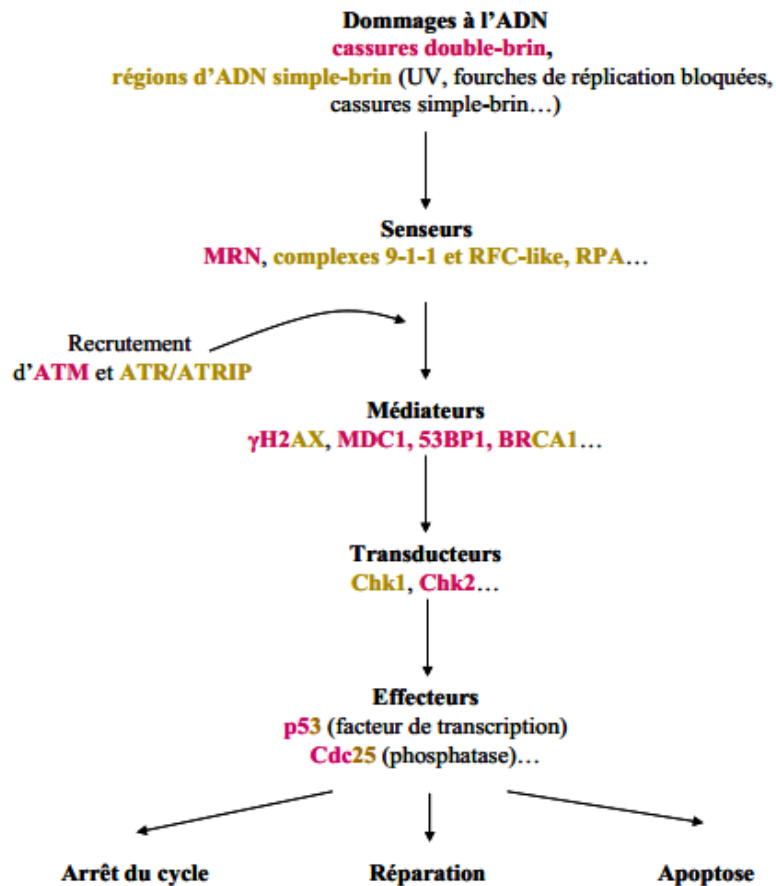 Dommages à l’ADN
cassures double-brin,
régions d’ADN simple-brin (UV, fourches de réplication bloquées,
cassures simple-brin…)
Senseurs
MRN, complexes 9-1-1 et RFC-like, RPA…
Recrutement
d’ATM et ATR/ATRIP
Médiateurs
γH2AX, MDC1, 53BP1, BRCA1…
Transducteurs
Chk1, Chk2…
Effecteurs
p53 (facteur de transcription)
Cdc25 (phosphatase)…
Arrêt du cycle Réparation Apoptose